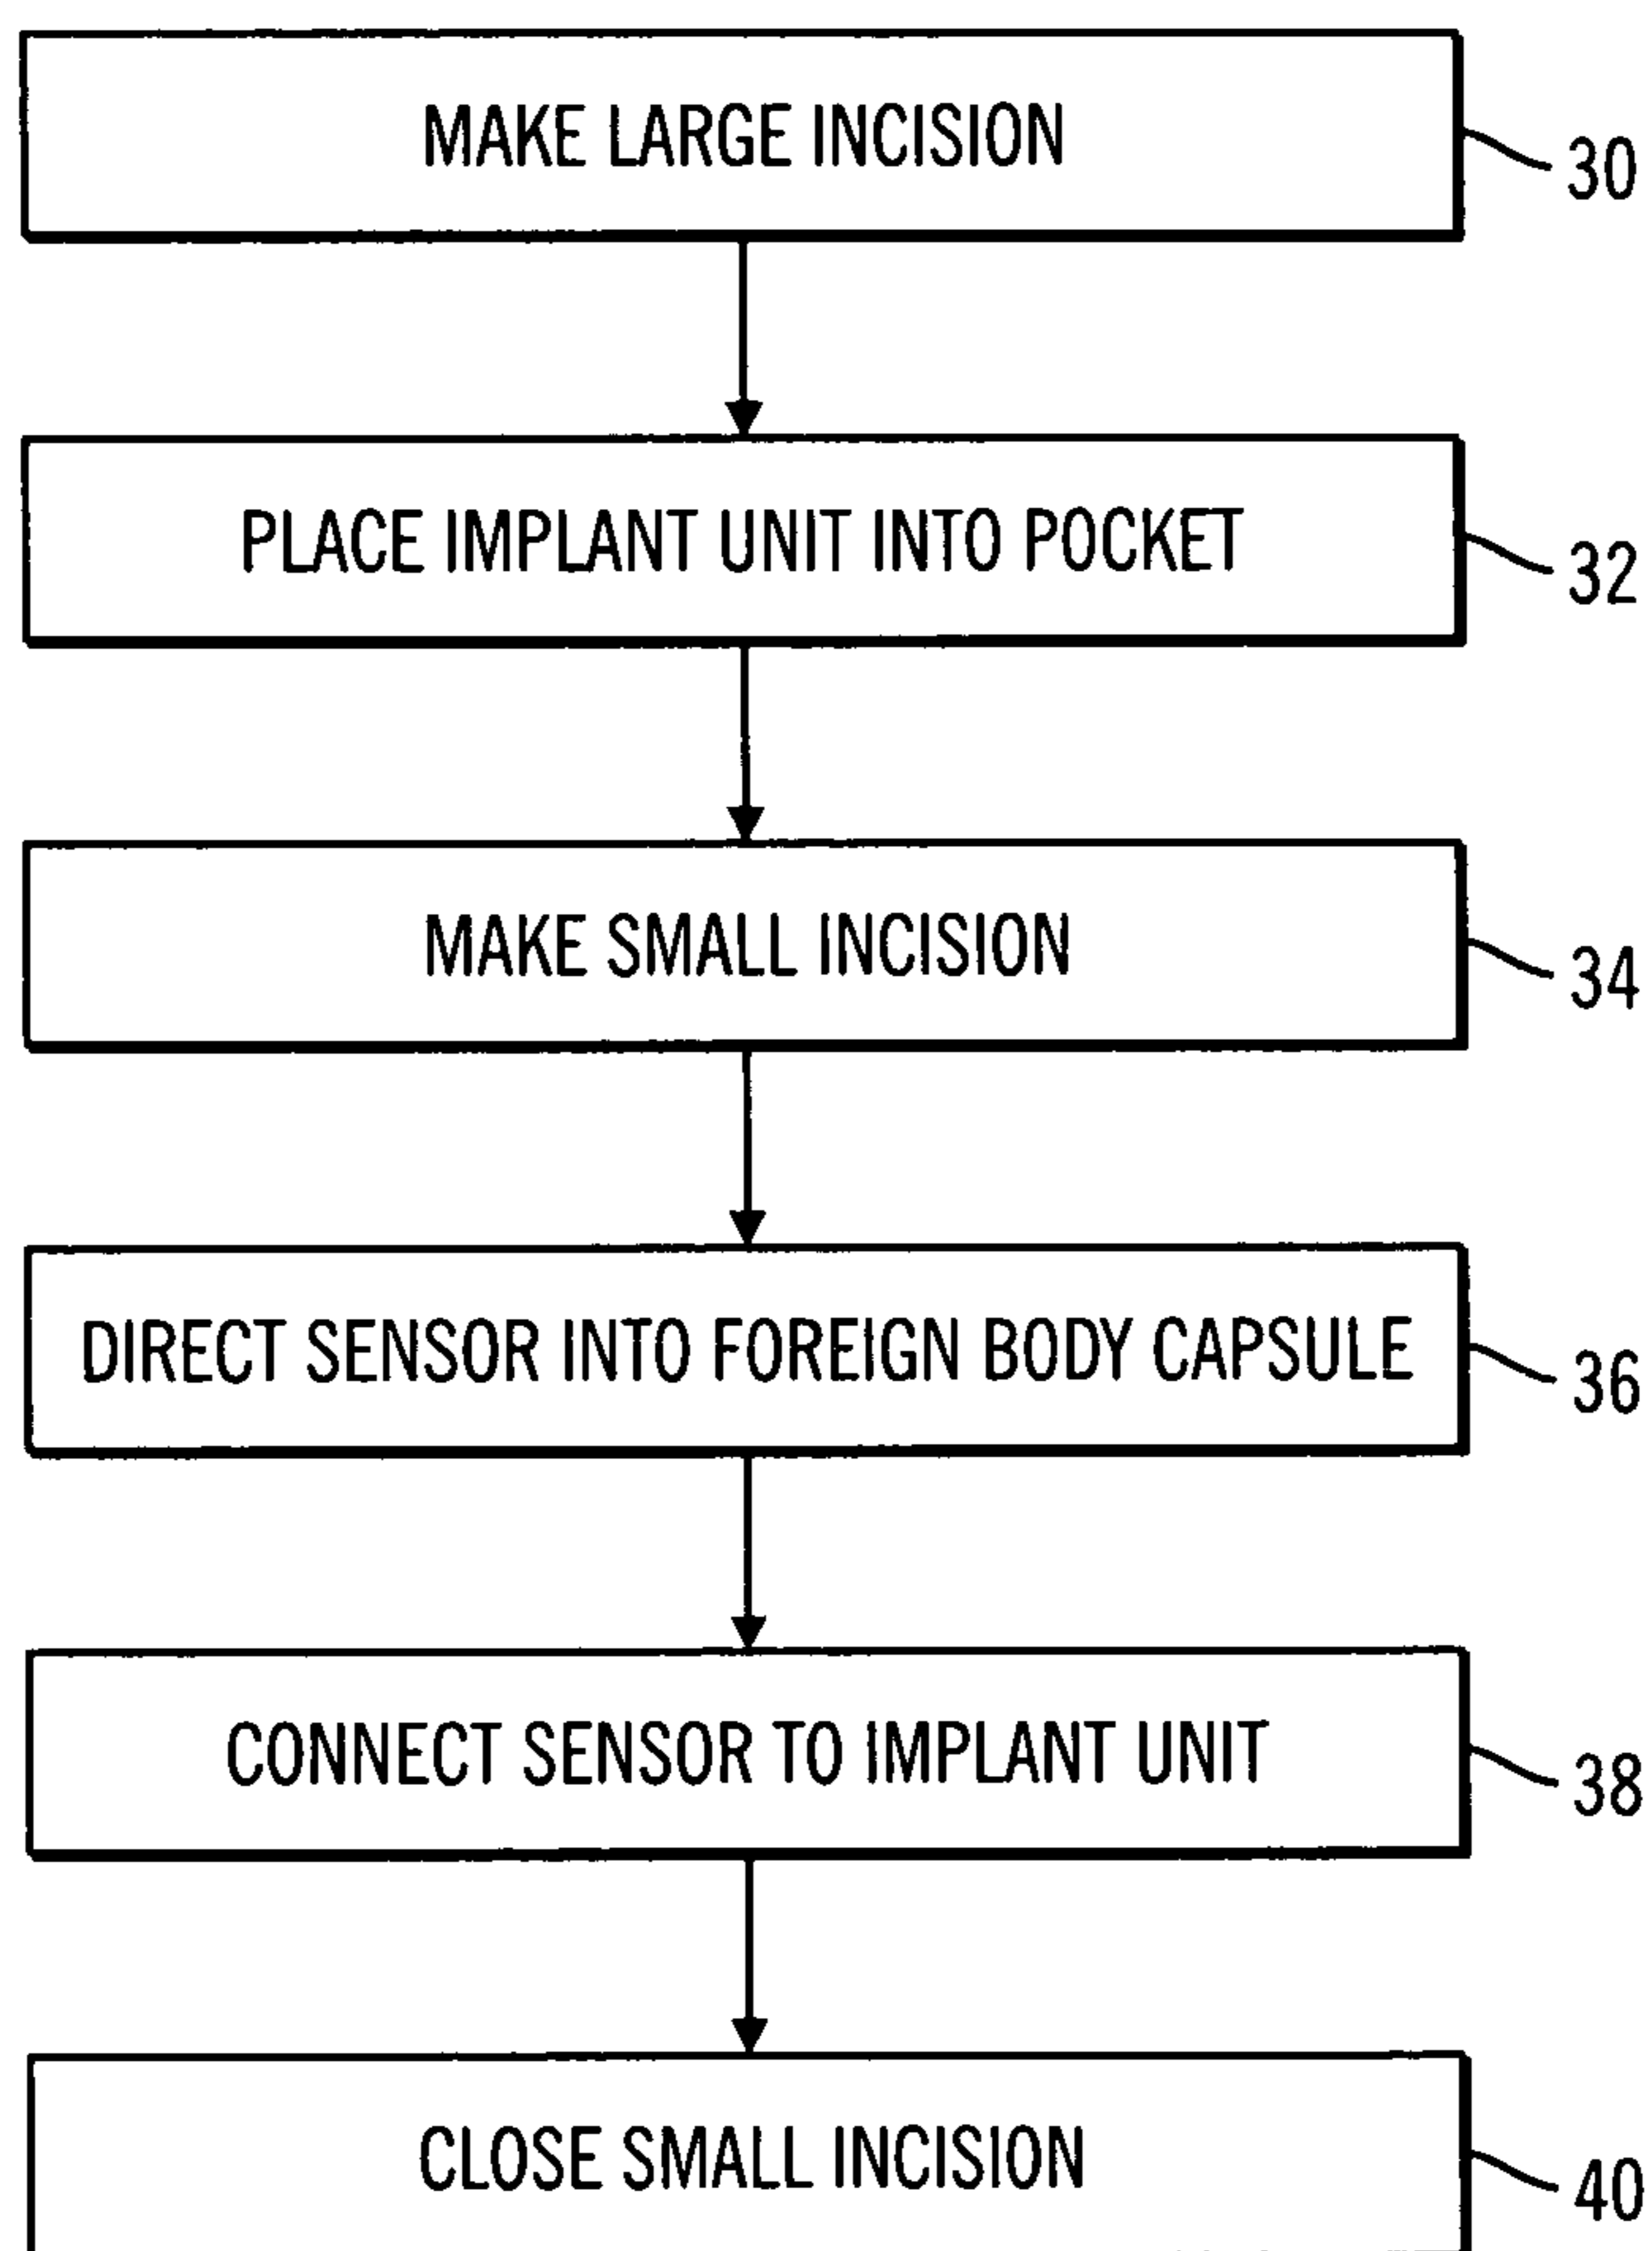 MAKE LARGE INCISION
30
PLACE IMPLANT UNIT INTO POCKET
32
MAKE SMALL INCISION
34
DIRECT SENSOR INTO FOREIGN BODY CAPSULE
36
CONNECT SENSOR TO IMPLANT UNIT
38
CLOSE SMALL INCISION
40